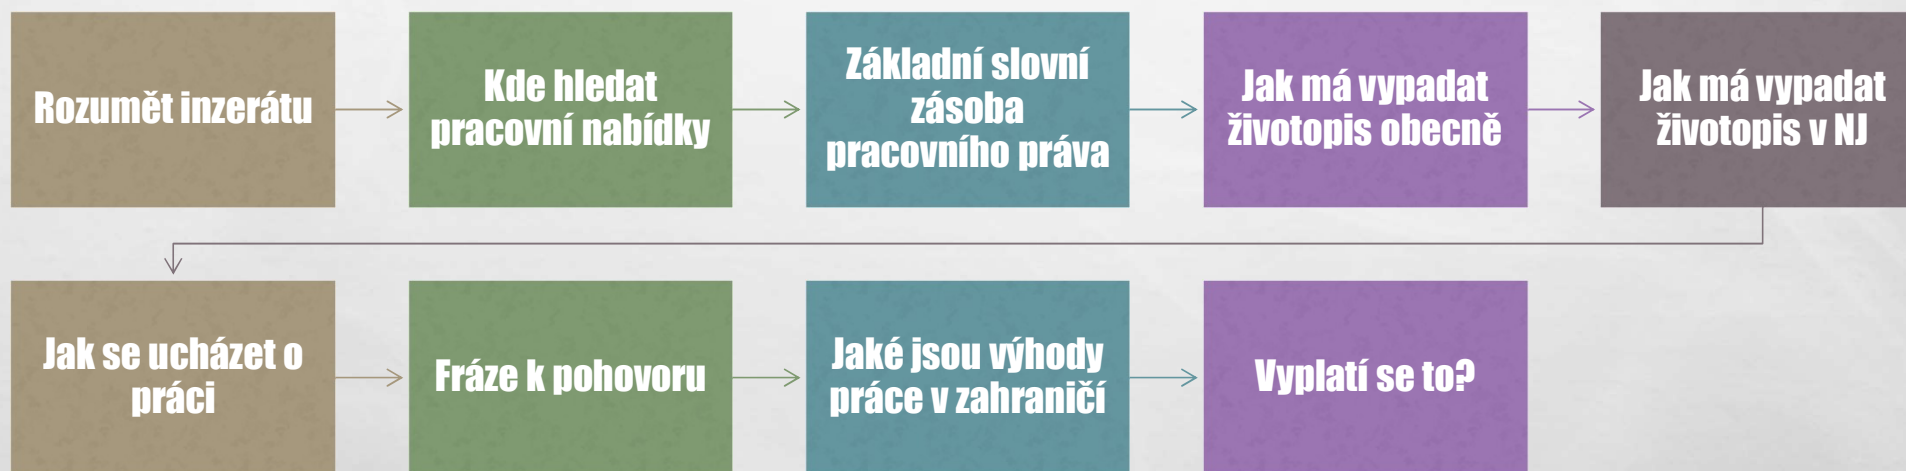 Rozumět inzerátu
Kde hledat
pracovní nabídky
Základní slovní
zásoba
pracovního práva
Jak má vypadat
životopis obecně
Jak má vypadat
životopis v NJ
Jak se ucházet o
práci
Fráze k pohovoru
Jaké jsou výhody
práce v zahraničí
Vyplatí se to?